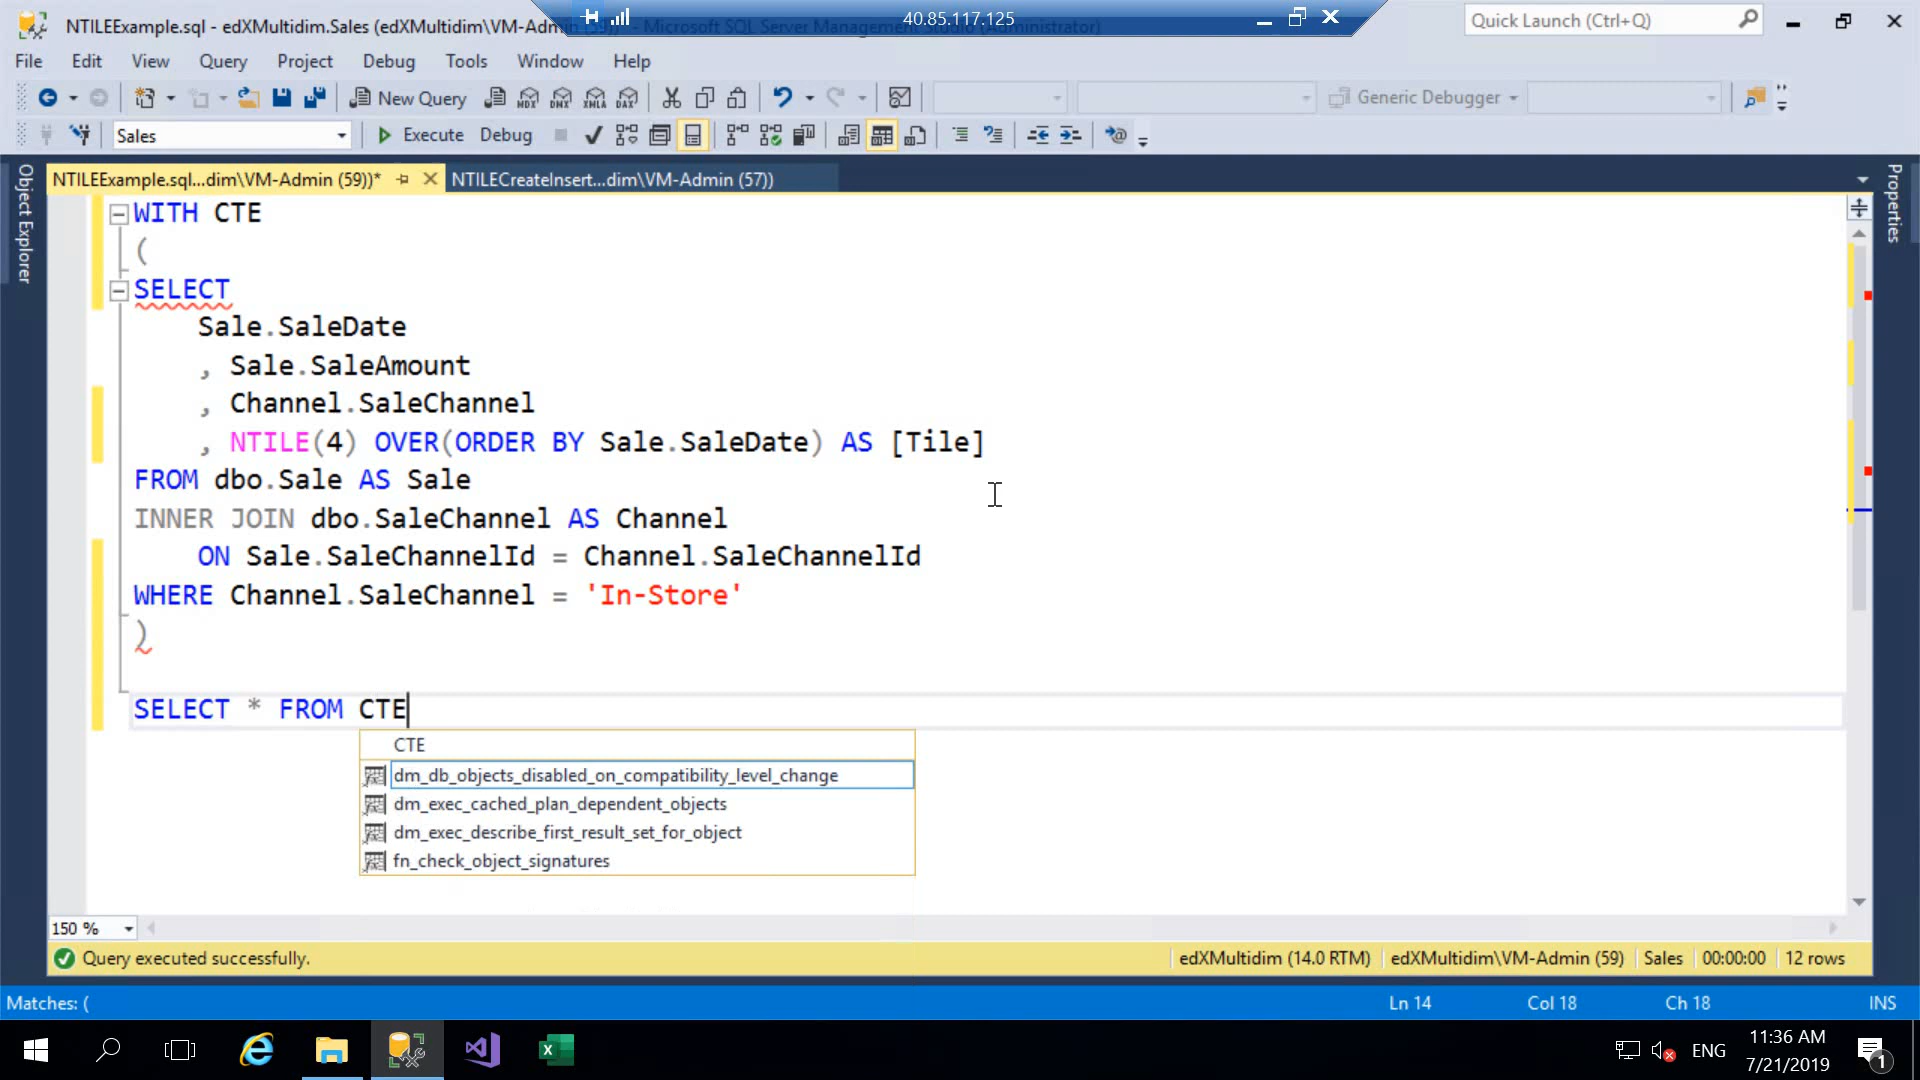 NTILEExample.sql - edXMultidim.Sales (edXMultidim\VM-Admin (59))* - Microsoft SQL Server Management Studio (Administrator)
40.85.117.125
Quick Launch (Ctrl+Q)
File Edit View Query Project Debug Tools Window Help
New Query MDX DMX XMLA DAX Generic Debugger
Sales Execute Debug
Object Explorer
NTILEExample.sql...dim\VM-Admin (59))* NTILECreateInsert...dim\VM-Admin (57))
Properties
WITH CTE
(
SELECT
Sale.SaleDate
, Sale.SaleAmount
, Channel.SaleChannel
, NTILE(4) OVER(ORDER BY Sale.SaleDate) AS [Tile]
FROM dbo.Sale AS Sale
INNER JOIN dbo.SaleChannel AS Channel
ON Sale.SaleChannelId = Channel.SaleChannelId
WHERE Channel.SaleChannel = 'In-Store'
)
SELECT * FROM CTE
CTE
dm_db_objects_disabled_on_compatibility_level_change
dm_exec_cached_plan_dependent_objects
dm_exec_describe_first_result_set_for_object
fn_check_object_signatures
150 %
Query executed successfully. edXMultidim (14.0 RTM) edXMultidim\VM-Admin (59) Sales 00:00:00 12 rows
Matches: ( Ln 14 Col 18 Ch 18 INS
ENG 11:36 AM
7/21/2019
1